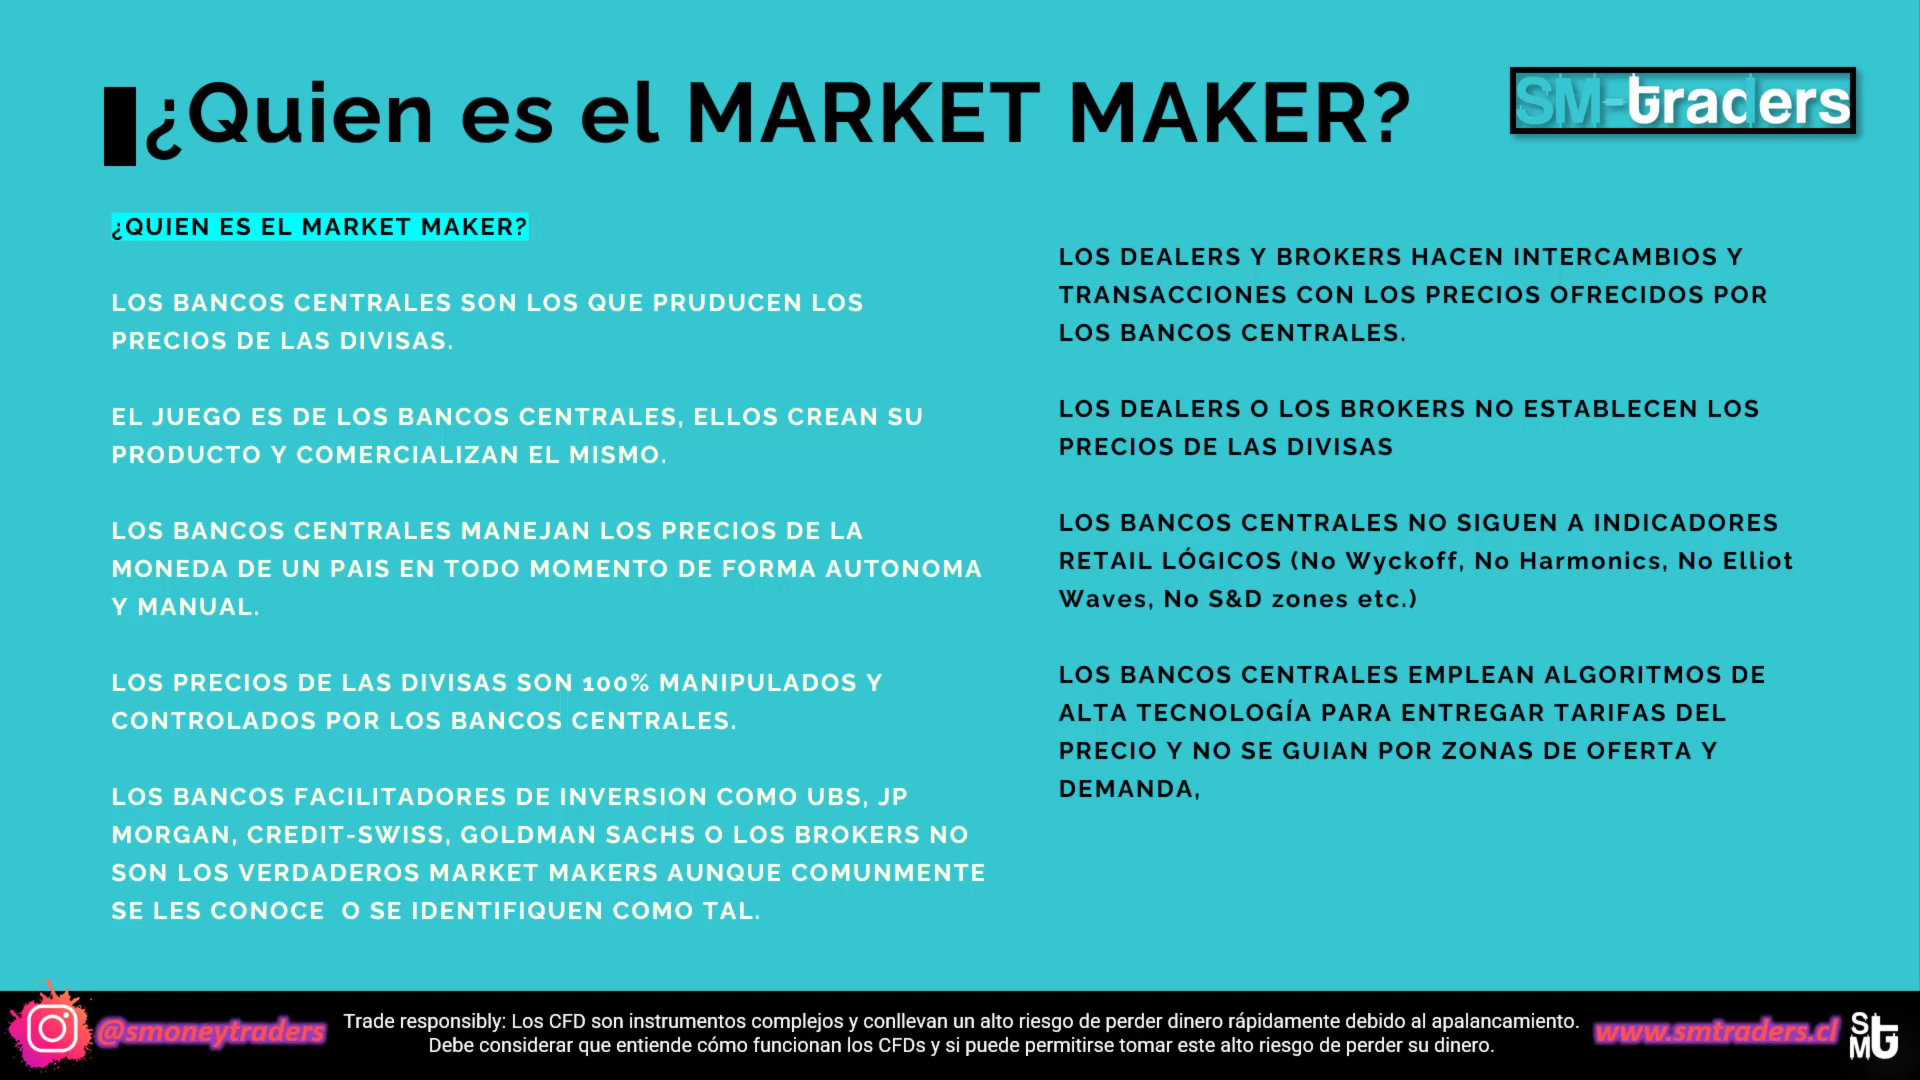 ¿Quien es el MARKET MAKER?
SM-traders
¿QUIEN ES EL MARKET MAKER?
LOS BANCOS CENTRALES SON LOS QUE PRUDUCEN LOS
PRECIOS DE LAS DIVISAS.
EL JUEGO ES DE LOS BANCOS CENTRALES, ELLOS CREAN SU
PRODUCTO Y COMERCIALIZAN EL MISMO.
LOS BANCOS CENTRALES MANEJAN LOS PRECIOS DE LA
MONEDA DE UN PAIS EN TODO MOMENTO DE FORMA AUTONOMA
Y MANUAL.
LOS PRECIOS DE LAS DIVISAS SON 100% MANIPULADOS Y
CONTROLADOS POR LOS BANCOS CENTRALES.
LOS BANCOS FACILITADORES DE INVERSION COMO UBS, JP
MORGAN, CREDIT-SWISS, GOLDMAN SACHS O LOS BROKERS NO
SON LOS VERDADEROS MARKET MAKERS AUNQUE COMUNMENTE
SE LES CONOCE  O SE IDENTIFIQUEN COMO TAL.
LOS DEALERS Y BROKERS HACEN INTERCAMBIOS Y
TRANSACCIONES CON LOS PRECIOS OFRECIDOS POR
LOS BANCOS CENTRALES.
LOS DEALERS O LOS BROKERS NO ESTABLECEN LOS
PRECIOS DE LAS DIVISAS
LOS BANCOS CENTRALES NO SIGUEN A INDICADORES
RETAIL LÓGICOS (No Wyckoff, No Harmonics, No Elliot
Waves, No S&D zones etc.)
LOS BANCOS CENTRALES EMPLEAN ALGORITMOS DE
ALTA TECNOLOGÍA PARA ENTREGAR TARIFAS DEL
PRECIO Y NO SE GUIAN POR ZONAS DE OFERTA Y
DEMANDA,
@smoneytraders
Trade responsibly: Los CFD son instrumentos complejos y conllevan un alto riesgo de perder dinero rápidamente debido al apalancamiento.
Debe considerar que entiende cómo funcionan los CFDs y si puede permitirse tomar este alto riesgo de perder su dinero.
www.smtraders.cl
SMt